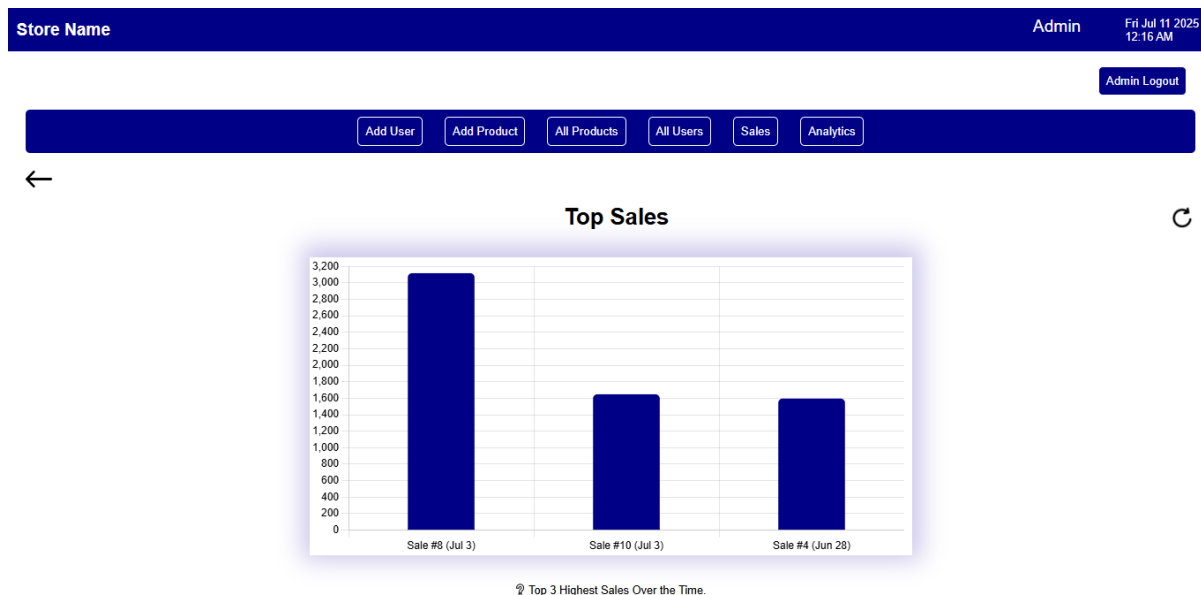 Store Name
Admin
Fri Jul 11 2025
12:16 AM
Admin Logout
Add User
Add Product
All Products
All Users
Sales
Analytics
Top Sales
3,200
3,000
2,800
2,600
2,400
2,200
2,000
1,800
1,600
1,400
1,200
1,000
800
600
400
200
0
Sale #8 (Jul 3)
Sale #10 (Jul 3)
Sale #4 (Jun 28)
Top 3 Highest Sales Over the Time.